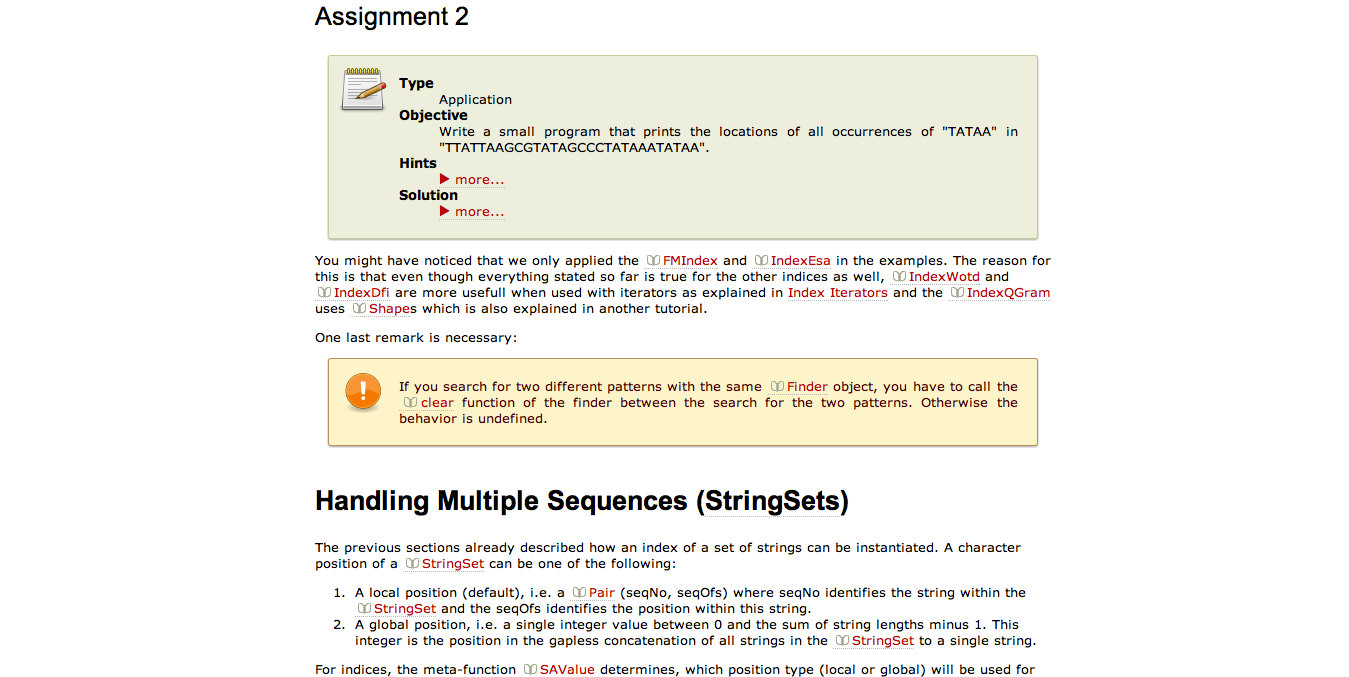 Assignment 2
Type
Application
Objective
Write a small program that prints the locations of all occurrences of "TATAA" in
"TTATTAAGCGTATAGCCCTATAAATATAA".
Hints
▶ more...
Solution
▶ more...
You might have noticed that we only applied the FMIndex and IndexEsa in the examples. The reason for
this is that even though everything stated so far is true for the other indices as well, IndexWotd and
IndexDfi are more usefull when used with iterators as explained in Index Iterators and the IndexQGram
uses Shapes which is also explained in another tutorial.
One last remark is necessary:
If you search for two different patterns with the same Finder object, you have to call the
clear function of the finder between the search for the two patterns. Otherwise the
behavior is undefined.
Handling Multiple Sequences (StringSets)
The previous sections already described how an index of a set of strings can be instantiated. A character
position of a StringSet can be one of the following:
1. A local position (default), i.e. a Pair (seqNo, seqOfs) where seqNo identifies the string within the
StringSet and the seqOfs identifies the position within this string.
2. A global position, i.e. a single integer value between 0 and the sum of string lengths minus 1. This
integer is the position in the gapless concatenation of all strings in the StringSet to a single string.
For indices, the meta-function SAValue determines, which position type (local or global) will be used for